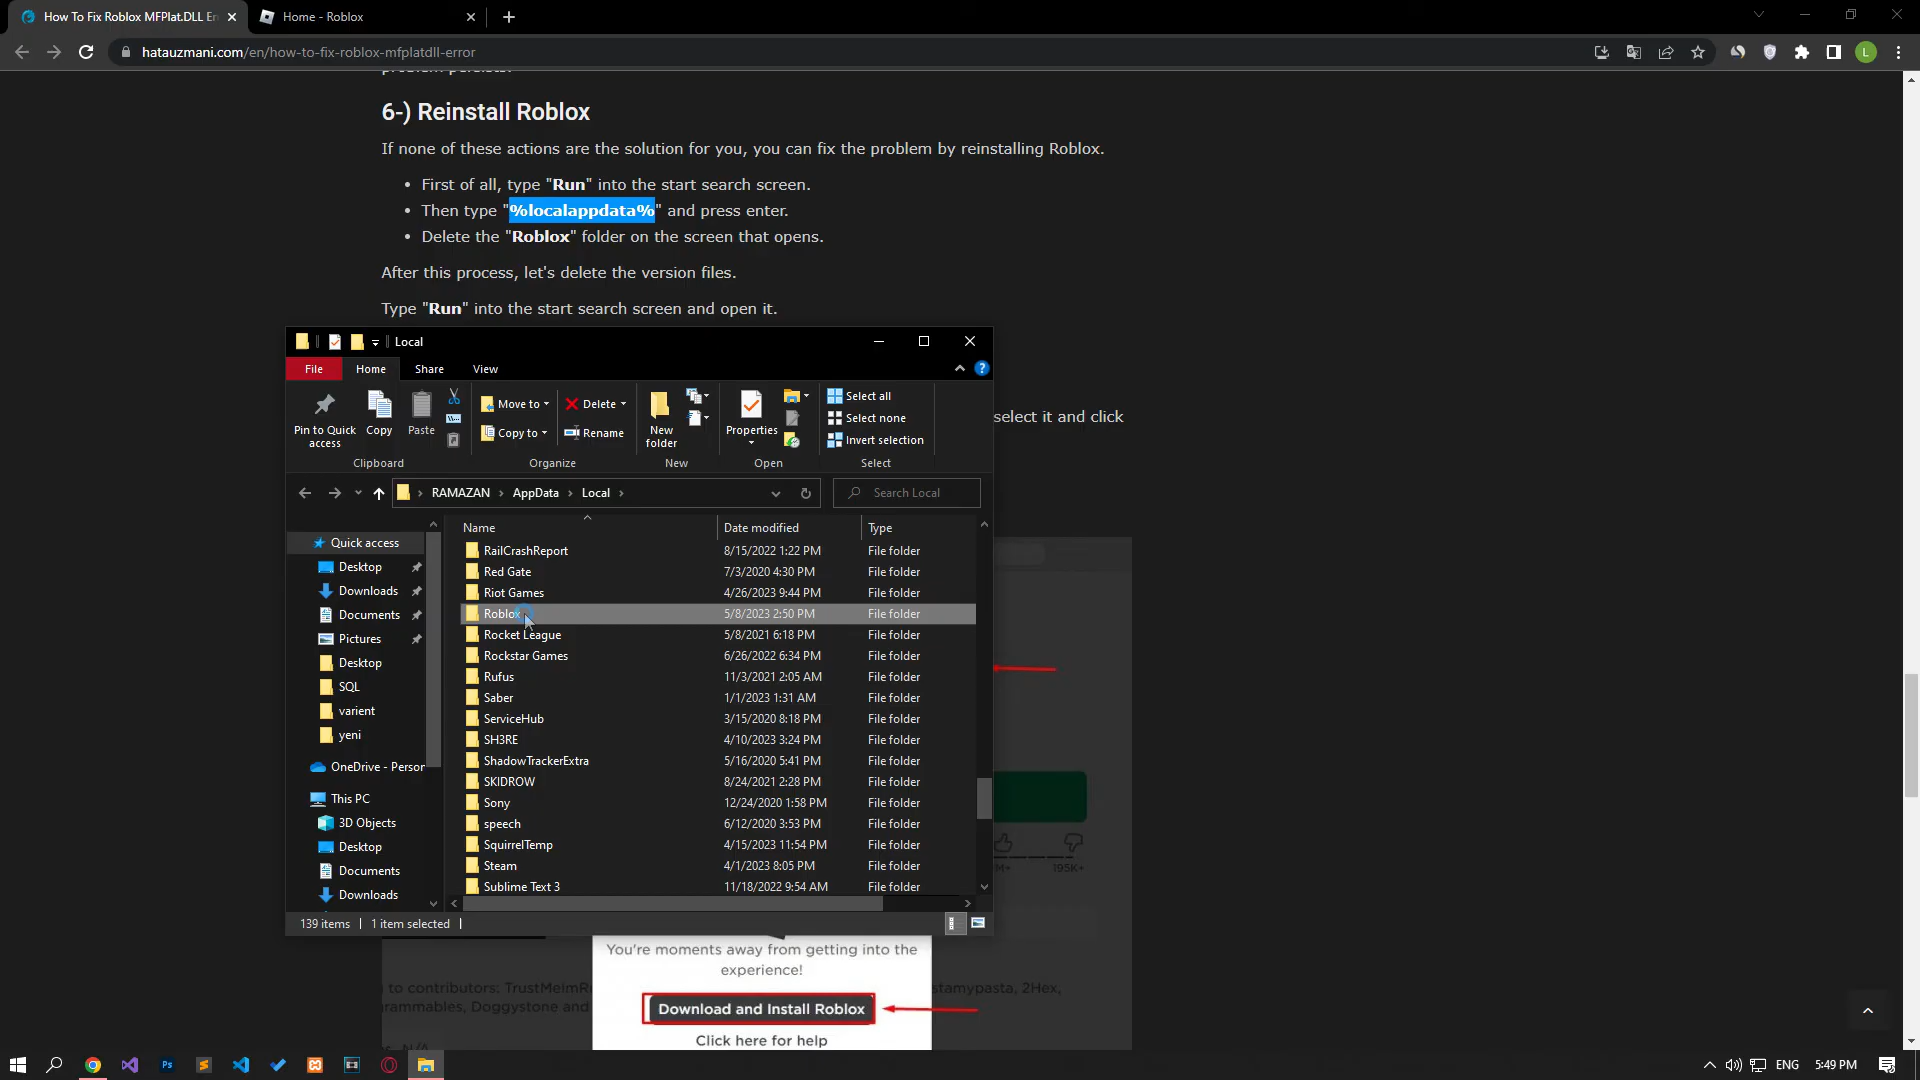 How To Fix Roblox MFPlat.DLL Er
Home - Roblox
hatauzmani.com/en/how-to-fix-roblox-mfplatdll-error
L
problem persists.
6-) Reinstall Roblox
If none of these actions are the solution for you, you can fix the problem by reinstalling Roblox.
First of all, type "Run" into the start search screen.
Then type "%localappdata%" and press enter.
Delete the "Roblox" folder on the screen that opens.
After this process, let's delete the version files.
Type "Run" into the start search screen and open it.
Local
File Home Share View
Pin to Quick access
Copy
Paste
Move to
Copy to
Delete
Rename
New folder
Properties
Select all
Select none
Invert selection
Clipboard Organize New Open Select
select it and click
RAMAZAN AppData Local
Search Local
Name Date modified Type
Quick access
Desktop
Downloads
Documents
Pictures
Desktop
SQL
varient
yeni
OneDrive - Person
This PC
3D Objects
Desktop
Documents
Downloads
RailCrashReport 8/15/2022 1:22 PM File folder
Red Gate 7/3/2020 4:30 PM File folder
Riot Games 4/26/2023 9:44 PM File folder
Roblox 5/8/2023 2:50 PM File folder
Rocket League 5/8/2021 6:18 PM File folder
Rockstar Games 6/26/2022 6:34 PM File folder
Rufus 11/3/2021 2:05 AM File folder
Saber 1/1/2023 1:31 AM File folder
ServiceHub 3/15/2020 8:18 PM File folder
SH3RE 4/10/2023 3:24 PM File folder
ShadowTrackerExtra 5/16/2020 5:41 PM File folder
SKIDROW 8/24/2021 2:28 PM File folder
Sony 12/24/2020 1:58 PM File folder
speech 6/12/2020 3:53 PM File folder
SquirrelTemp 4/15/2023 11:54 PM File folder
Steam 4/1/2023 8:05 PM File folder
Sublime Text 3 11/18/2022 9:54 AM File folder
139 items 1 item selected
M+ 195K+
You're moments away from getting into the
experience!
to contributors: TrustMeImR
stamypasta, 2Hex,
grammables, Doggystone and
Download and Install Roblox
Click here for help
Ps
ENG 5:49 PM